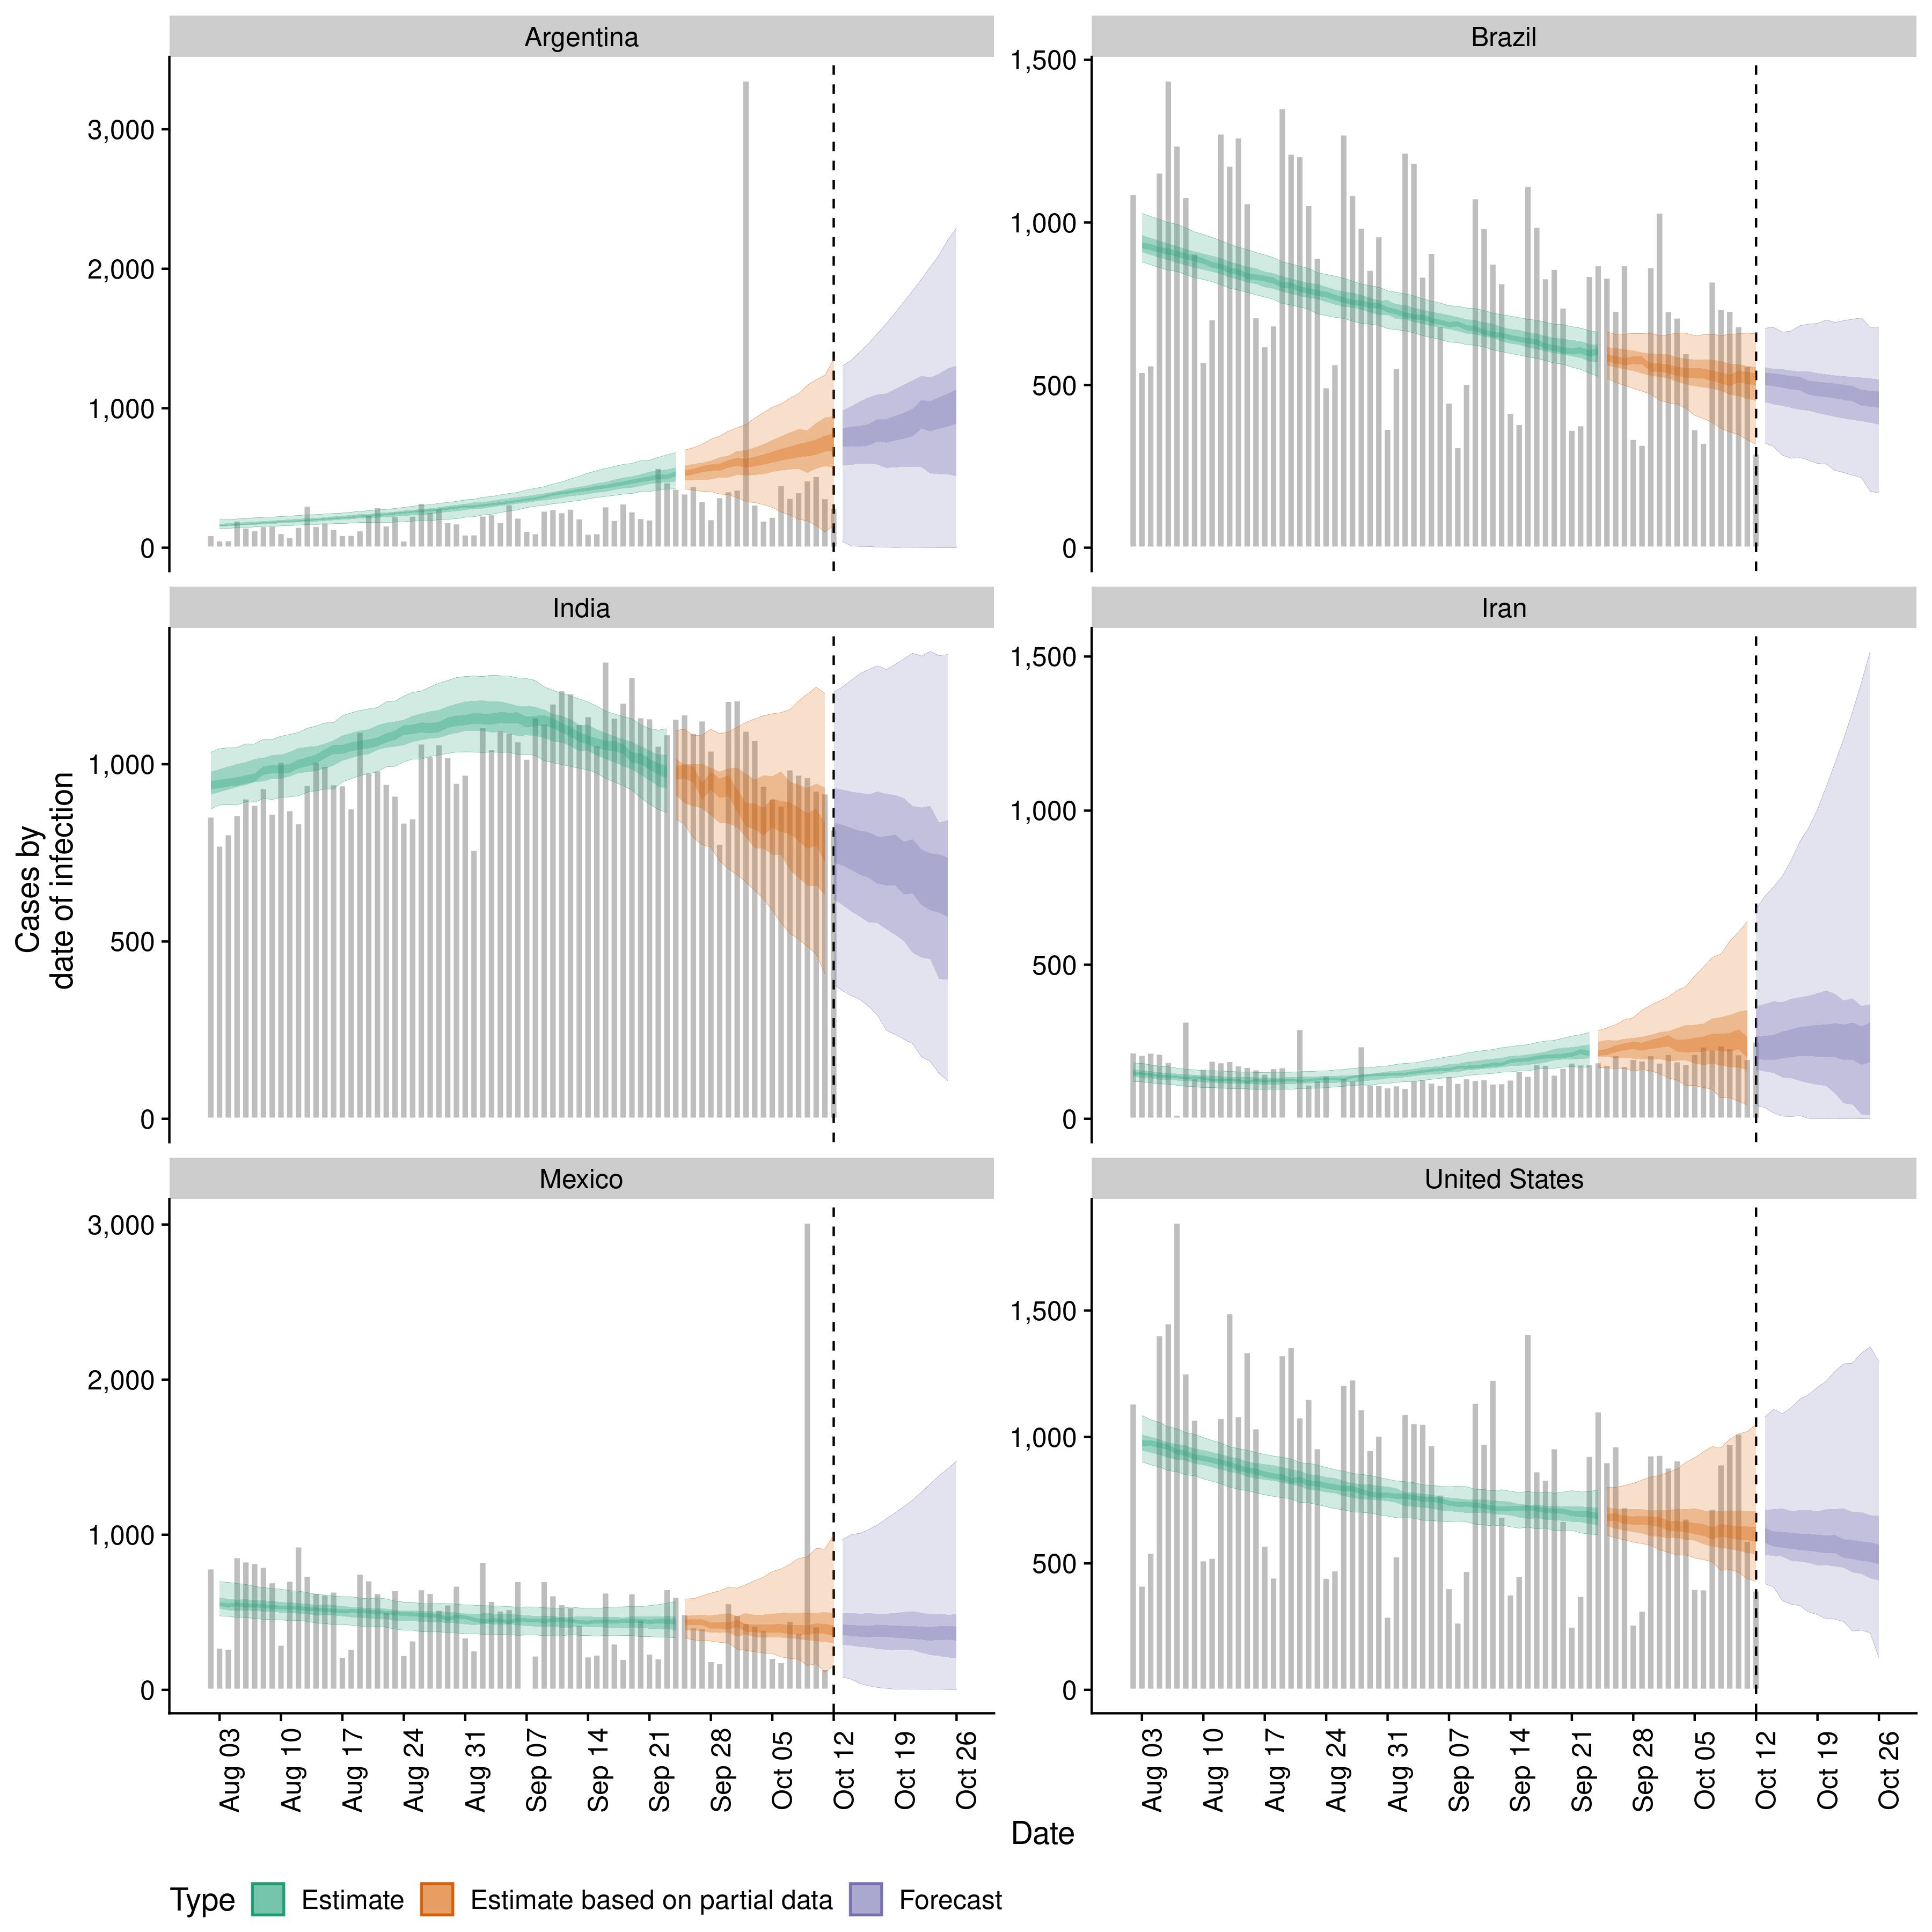 Argentina
Brazil
3,000
2,000
1,000
0
1,500
1,000
500
0
India
Iran
1,000
500
0
1,500
1,000
500
0
Mexico
United States
3,000
2,000
1,000
0
1,500
1,000
500
0
Cases by
date of infection
Aug 03
Aug 10
Aug 17
Aug 24
Aug 31
Sep 07
Sep 14
Sep 21
Sep 28
Oct 05
Oct 12
Oct 19
Oct 26
Aug 03
Aug 10
Aug 17
Aug 24
Aug 31
Sep 07
Sep 14
Sep 21
Sep 28
Oct 05
Oct 12
Oct 19
Oct 26
Date
Type Estimate Estimate based on partial data Forecast